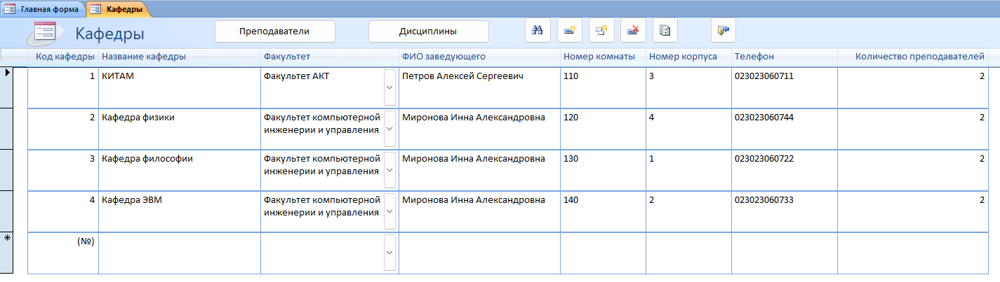 Главная форма Кафедры
Кафедры Преподаватели Дисциплины
Код кафедры Название кафедры Факультет ФИО заведующего Номер комнаты Номер корпуса Телефон Количество преподавателей
1 КИТАМ Факультет АКТ Петров Алексей Сергеевич 110 3 023023060711 2
2 Кафедра физики Факультет компьютерной Миронова Инна Александровна 120 4 023023060744 2
инженерии и управления
3 Кафедра философии Факультет компьютерной Миронова Инна Александровна 130 1 023023060722 2
инженерии и управления
4 Кафедра ЭВМ Факультет компьютерной Миронова Инна Александровна 140 2 023023060733 2
инженерии и управления
(№)